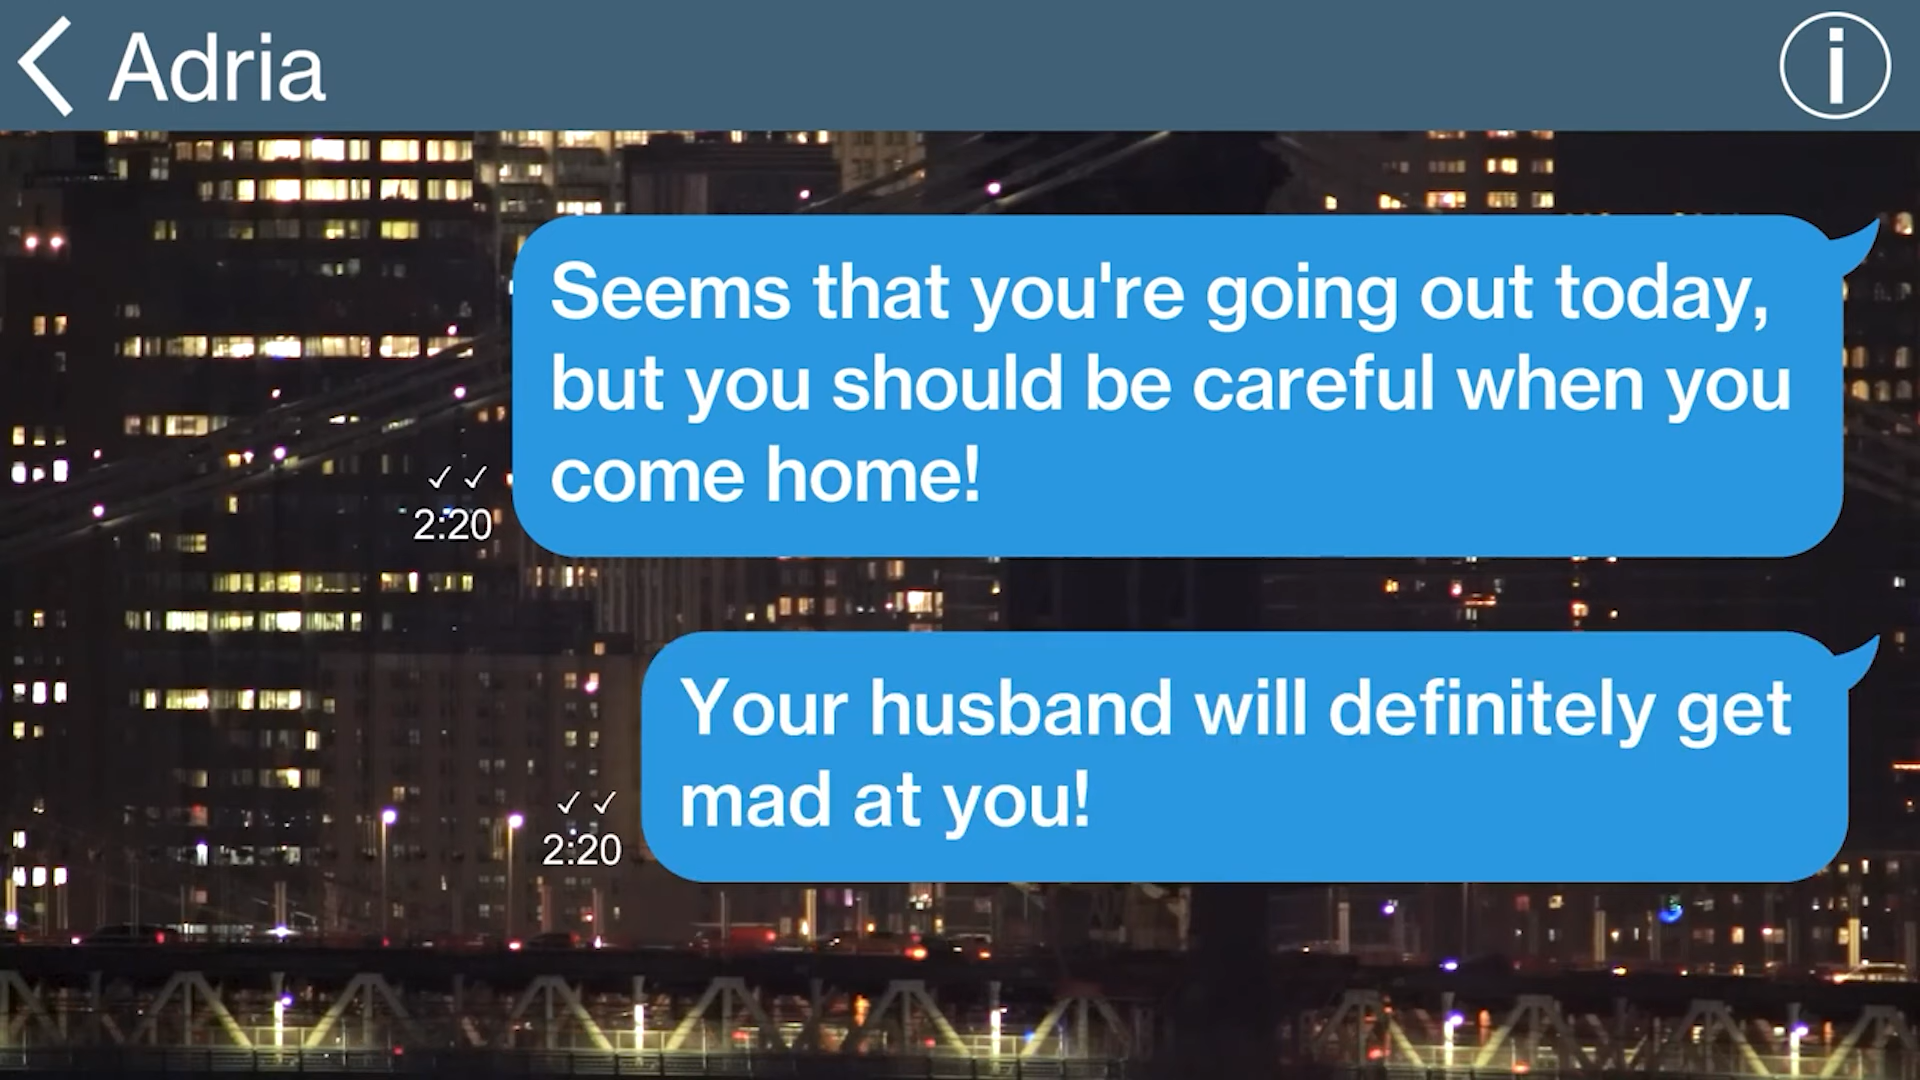 Adria
Seems that you're going out today,
but you should be careful when you
come home!
2:20
Your husband will definitely get
mad at you!
2:20